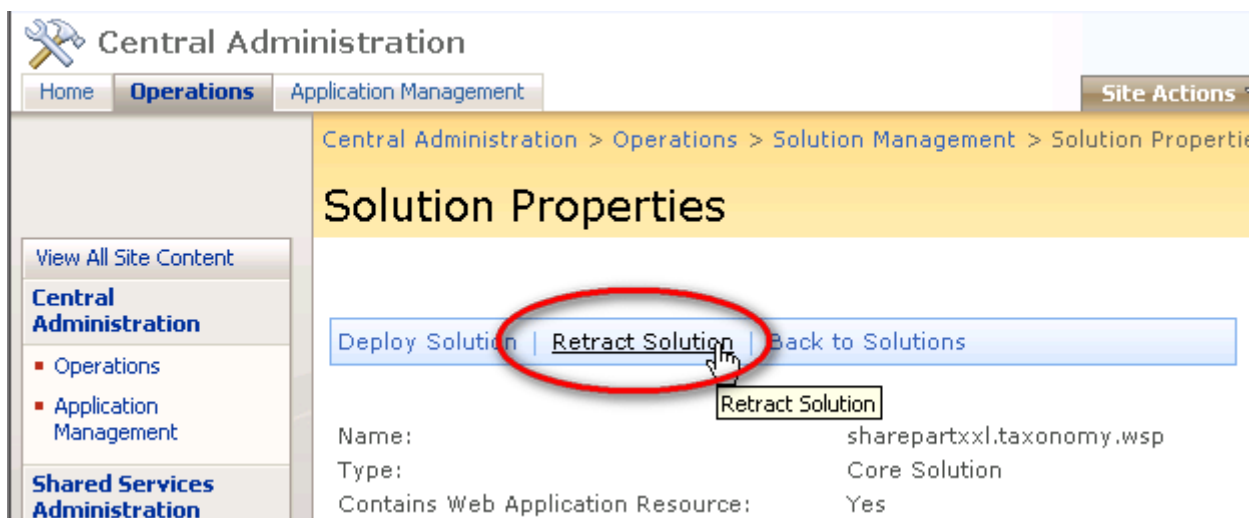 Central Administration
Home Operations Application Management Site Actions
Central Administration > Operations > Solution Management > Solution Propertie
Solution Properties
View All Site Content
Central
Administration
Operations
Application
Management
Shared Services
Administration
Deploy Solution | Retract Solution | Back to Solutions
Retract Solution
Name: sharepartxxl.taxonomy.wsp
Type: Core Solution
Contains Web Application Resource: Yes